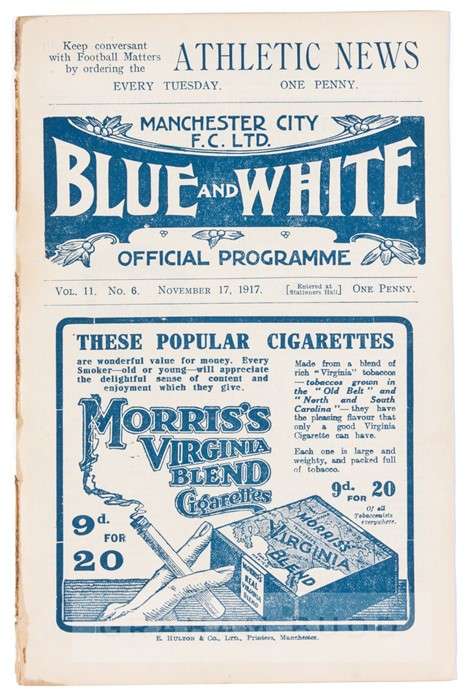 Keep conversant
with Football Matters
by ordering the
ATHLETIC NEWS
EVERY TUESDAY. ONE PENNY.
MANCHESTER CITY
F.C. LTD.
BLUE AND WHITE
OFFICIAL PROGRAMME
VOL. 11. No. 6. NOVEMBER 17, 1917. [Entered at Stationers Hall.] ONE PENNY.
THESE POPULAR CIGARETTES
are wonderful value for money. Every
Smoker—old or young—will appreciate
the delightful sense of content and
enjoyment which they give.
Made from a blend of
rich "Virginia" tobaccos
—tobaccos grown in
the "Old Belt" and
"North and South
Carolina"—they have
the pleasing flavour that
only a good Virginia
Cigarette can have.
Each one is large and
weighty, and packed full
of tobacco.
MORRIS'S
VIRGINIA
BLEND
Cigarettes
9d. FOR 20
Of all
Tobacconists
everywhere.
9d.
FOR
20
MORRIS'S
VIRGINIA
BLEND
MORRIS'S
REAL
VIRGINIA
BLEND
E. HULTON & CO., LTD., Printers, Manchester.